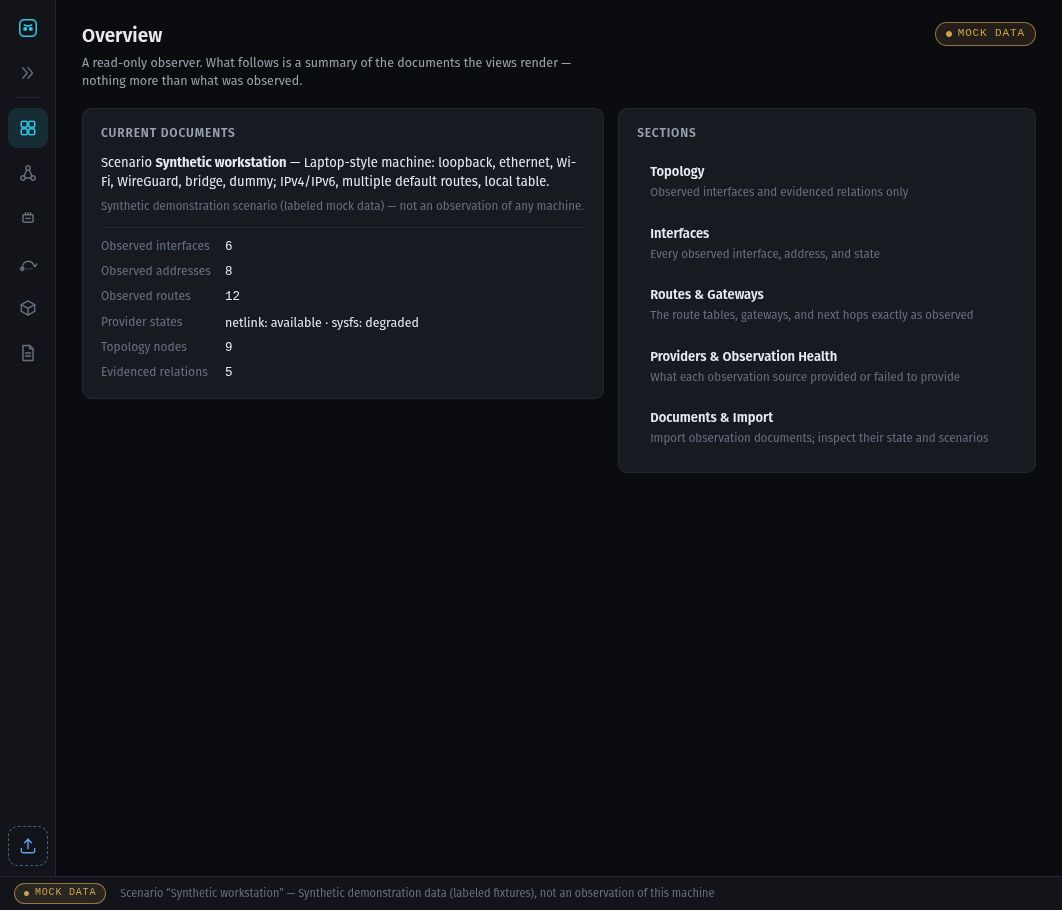 Overview
MOCK DATA
A read-only observer. What follows is a summary of the documents the views render —
nothing more than what was observed.
CURRENT DOCUMENTS
Scenario Synthetic workstation — Laptop-style machine: loopback, ethernet, Wi-
Fi, WireGuard, bridge, dummy; IPv4/IPv6, multiple default routes, local table.
Synthetic demonstration scenario (labeled mock data) — not an observation of any machine.
Observed interfaces 6
Observed addresses 8
Observed routes 12
Provider states netlink: available · sysfs: degraded
Topology nodes 9
Evidenced relations 5
SECTIONS
Topology
Observed interfaces and evidenced relations only
Interfaces
Every observed interface, address, and state
Routes & Gateways
The route tables, gateways, and next hops exactly as observed
Providers & Observation Health
What each observation source provided or failed to provide
Documents & Import
Import observation documents; inspect their state and scenarios
MOCK DATA
Scenario “Synthetic workstation” — Synthetic demonstration data (labeled fixtures), not an observation of this machine